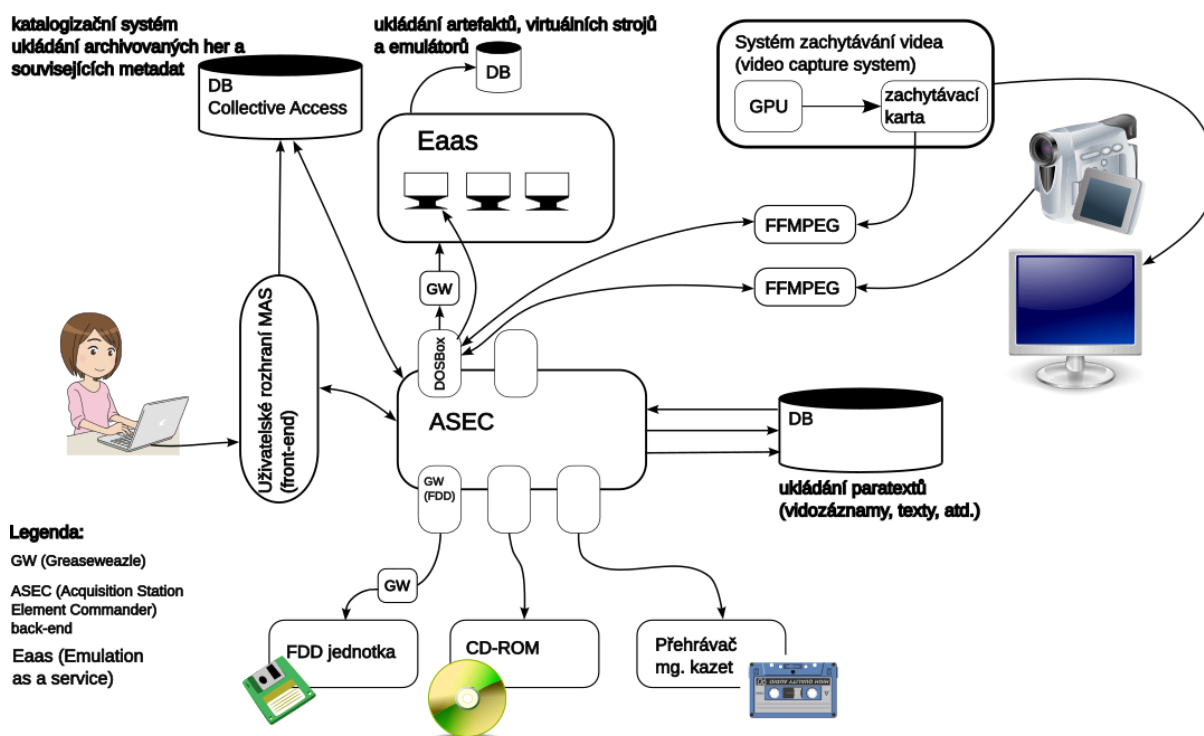 katalogizační systém
ukládání archivovaných her a
souvisejících metadat
DB
Collective Access
ukládání artefaktů, virtuálních strojů
a emulátorů
DB
Eaas
Systém zachytávání videa
(video capture system)
GPU
zachytávací
karta
FFMPEG
FFMPEG
GW
DOSBox
Uživatelské rozhraní MAS
(front-end)
ASEC
DB
ukládání paratextů
(vidozáznamy, texty, atd.)
GW
(FDD)
GW
FDD jednotka
CD-ROM
Přehrávač
mg. kazet
HIGH QUALITY AUDIO
Legenda:
GW (Greaseweazle)
ASEC (Acquisition Station
Element Commander)
back-end
Eaas (Emulation
as a service)